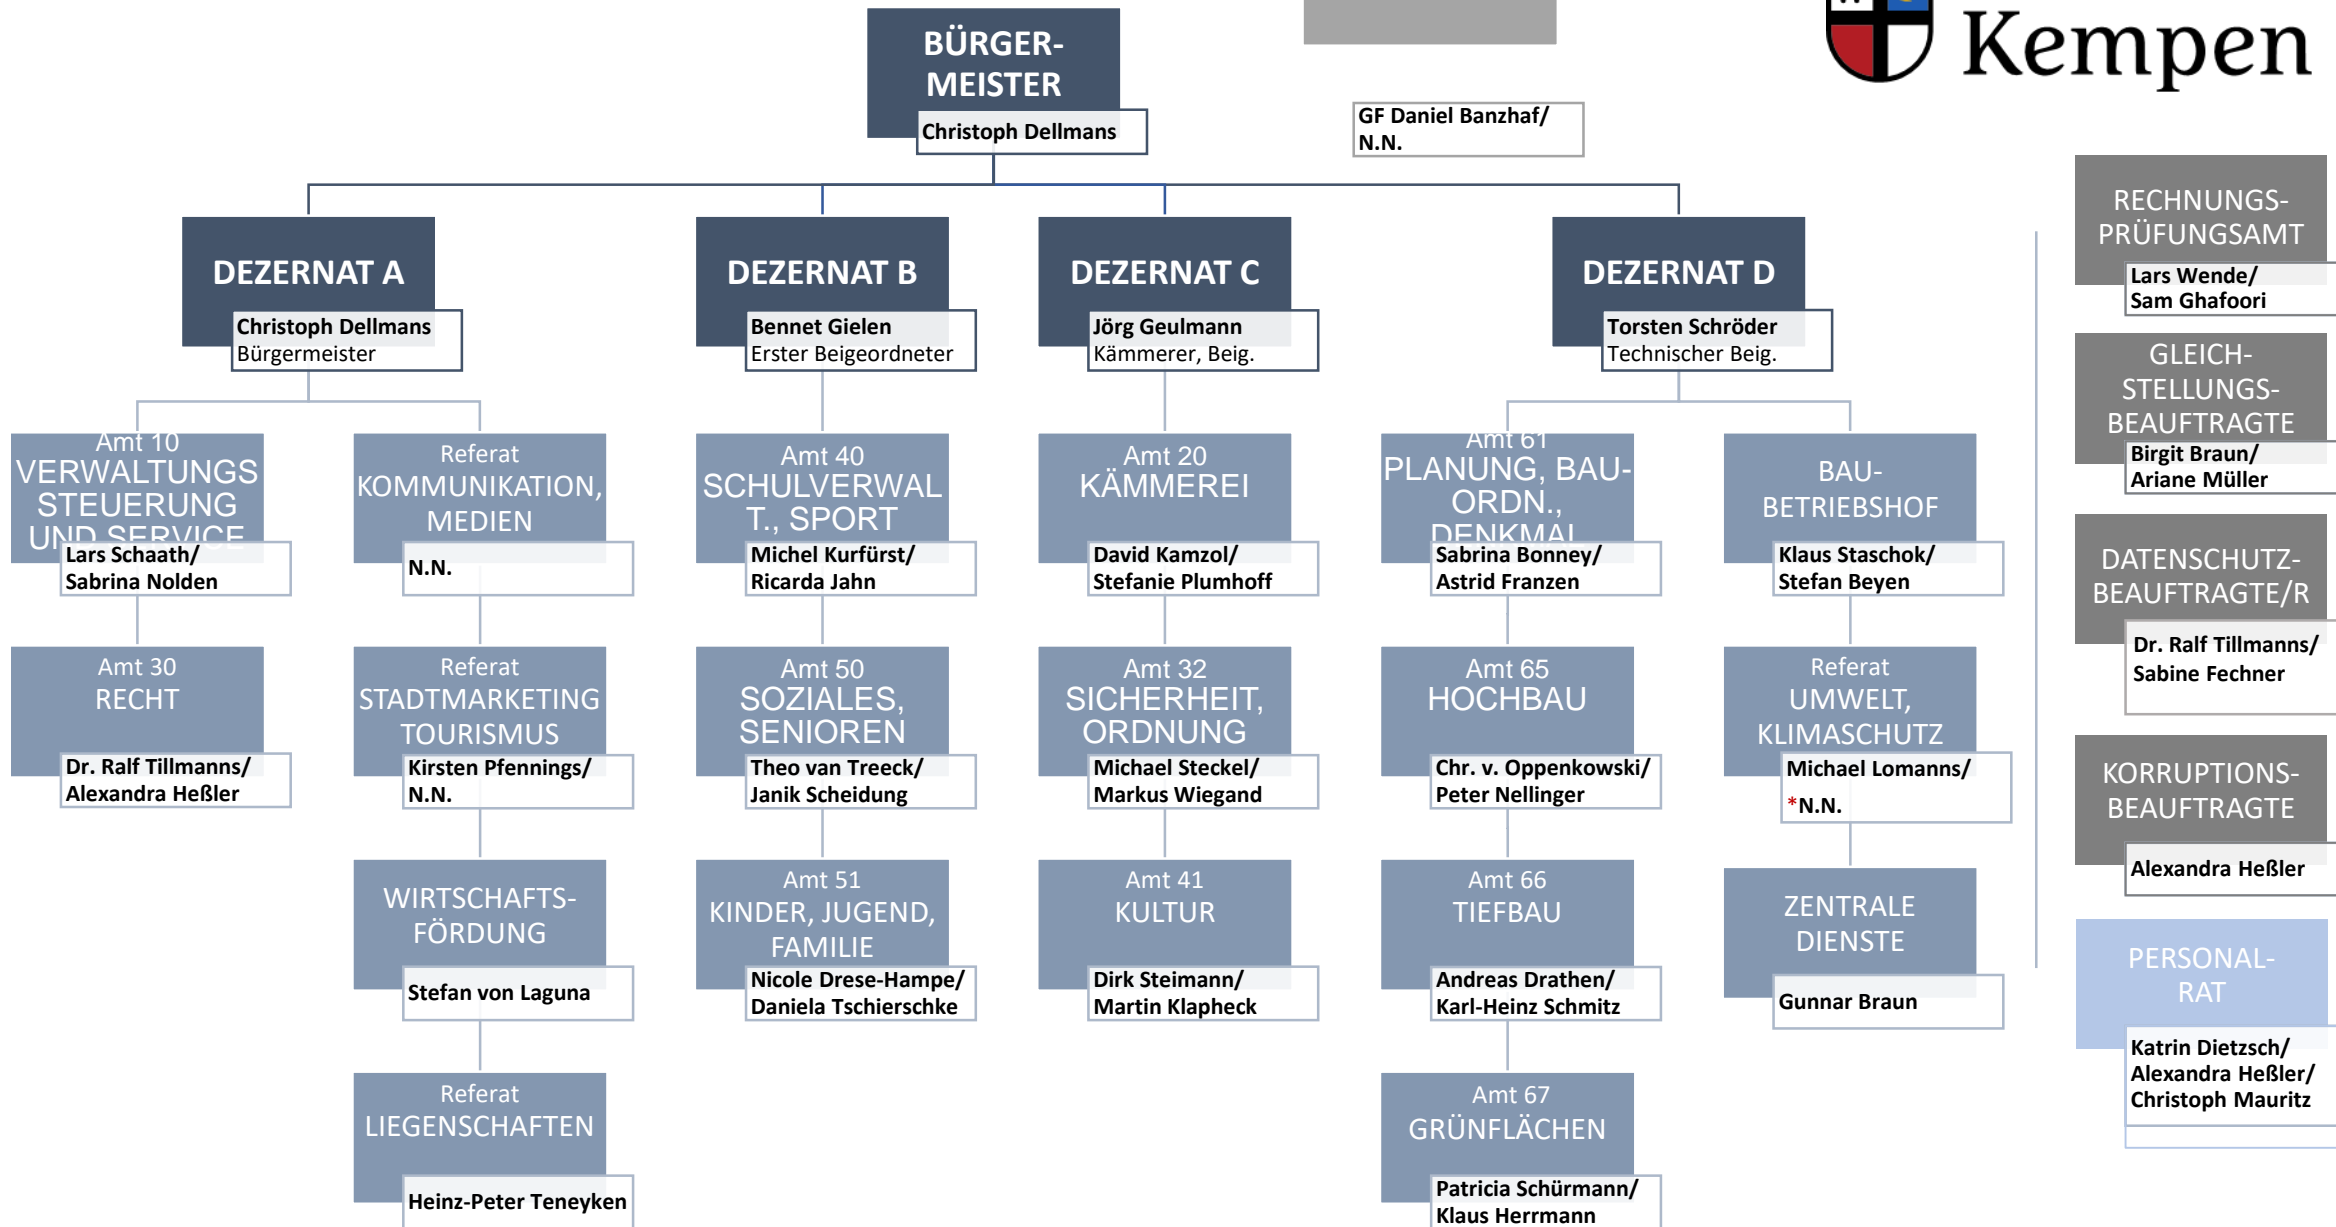 Kempen
BÜRGER-
MEISTER
Christoph Dellmans
GF Daniel Banzhaf/
N.N.
DEZERNAT A
Christoph Dellmans
Bürgermeister
DEZERNAT B
Bennet Gielen
Erster Beigeordneter
DEZERNAT C
Jörg Geulmann
Kämmerer, Beig.
DEZERNAT D
Torsten Schröder
Technischer Beig.
Amt 10
VERWALTUNGS
STEUERUNG
UND SERVICE
Lars Schaath/
Sabrina Nolden
Amt 30
RECHT
Dr. Ralf Tillmanns/
Alexandra Heßler
Referat
KOMMUNIKATION,
MEDIEN
N.N.
Referat
STADTMARKETING
TOURISMUS
Kirsten Pfennings/
N.N.
WIRTSCHAFTS-
FÖRDUNG
Stefan von Laguna
Referat
LIEGENSCHAFTEN
Heinz-Peter Teneyken
Amt 40
SCHULVERWAL
T., SPORT
Michel Kurfürst/
Ricarda Jahn
Amt 50
SOZIALES,
SENIOREN
Theo van Treeck/
Janik Scheidung
Amt 51
KINDER, JUGEND,
FAMILIE
Nicole Drese-Hampe/
Daniela Tschierschke
Amt 20
KÄMMEREI
David Kamzol/
Stefanie Plumhoff
Amt 32
SICHERHEIT,
ORDNUNG
Michael Steckel/
Markus Wiegand
Amt 41
KULTUR
Dirk Steimann/
Martin Klapheck
Amt 61
PLANUNG, BAU-
ORDN.,
DENKMAL
Sabrina Bonney/
Astrid Franzen
Amt 65
HOCHBAU
Chr. v. Oppenkowski/
Peter Nellinger
Amt 66
TIEFBAU
Andreas Drathen/
Karl-Heinz Schmitz
Amt 67
GRÜNFLÄCHEN
Patricia Schürmann/
Klaus Herrmann
BAU-
BETRIEBSHOF
Klaus Staschok/
Stefan Beyen
Referat
UMWELT,
KLIMASCHUTZ
Michael Lomanns/
*N.N.
ZENTRALE
DIENSTE
Gunnar Braun
RECHNUNGS-
PRÜFUNGSAMT
Lars Wende/
Sam Ghafoori
GLEICH-
STELLUNGS-
BEAUFTRAGTE
Birgit Braun/
Ariane Müller
DATENSCHUTZ-
BEAUFTRAGTE/R
Dr. Ralf Tillmanns/
Sabine Fechner
KORRUPTIONS-
BEAUFTRAGTE
Alexandra Heßler
PERSONAL-
RAT
Katrin Dietzsch/
Alexandra Heßler/
Christoph Mauritz